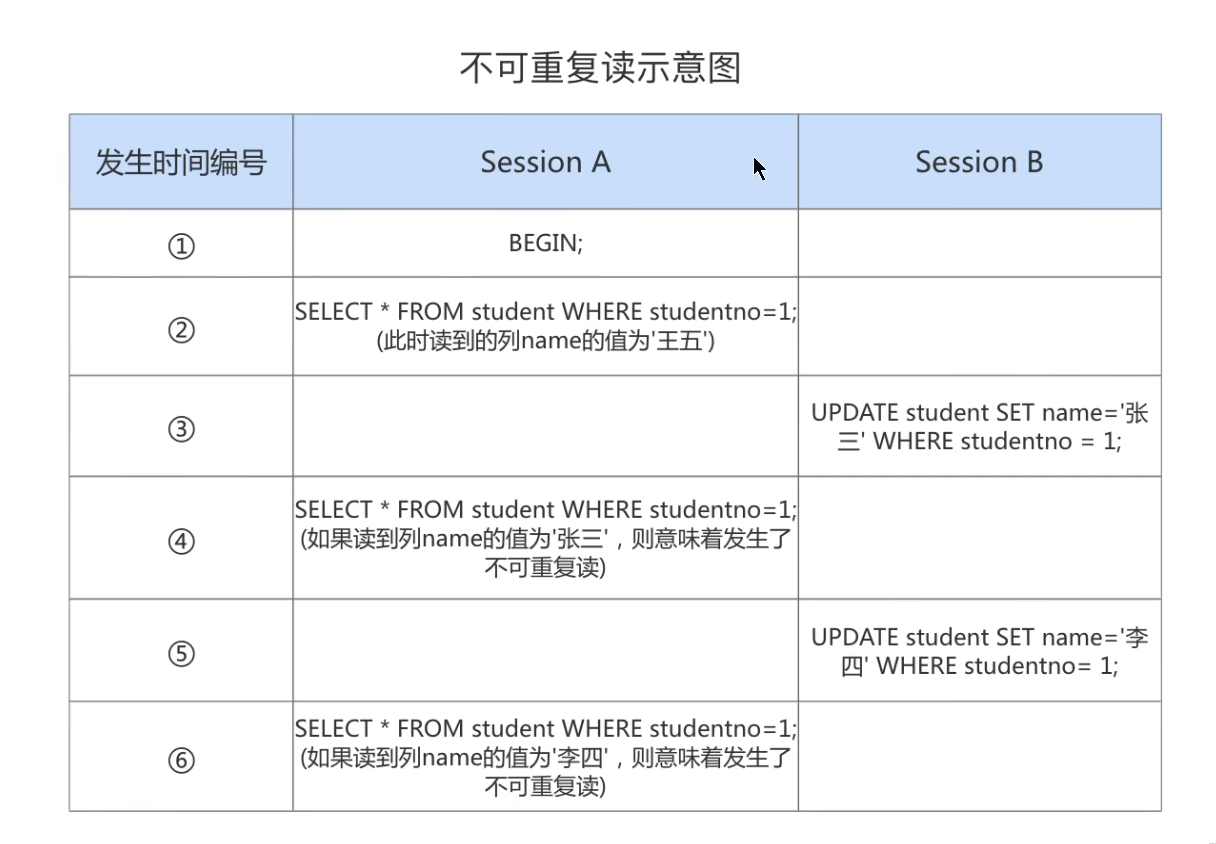 不可重复读示意图
发生时间编号 Session A Session B
① BEGIN;
SELECT * FROM student WHERE studentno=1;
② (此时读到的列name的值为'王五')
UPDATE student SET name='张
③ 三' WHERE studentno = 1;
SELECT * FROM student WHERE studentno=1;
④ (如果读到列name的值为'张三'，则意味着发生了
不可重复读)
UPDATE student SET name='李
⑤ 四' WHERE studentno= 1;
SELECT * FROM student WHERE studentno=1;
⑥ (如果读到列name的值为'李四'，则意味着发生了
不可重复读)